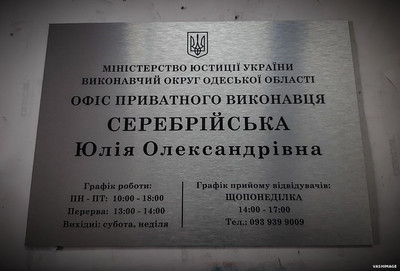 МІНІСТЕРСТВО ЮСТИЦІЇ УКРАЇНИ
ВИКОНАВЧИЙ ОКРУГ ОДЕСЬКОЇ ОБЛАСТІ
ОФІС ПРИВАТНОГО ВИКОНАВЦЯ
СЕРЕБРІЙСЬКА
Юлія Олександрівна
Графік роботи:
ПН - ПТ: 10:00 - 18:00
Перерва: 13:00 - 14:00
Вихідні: субота, неділя
Графік прийому відвідувачів:
ЩОПОНЕДІЛКА
14:00 - 17:00
Тел.: 093 939 9009
VASHIMAGE